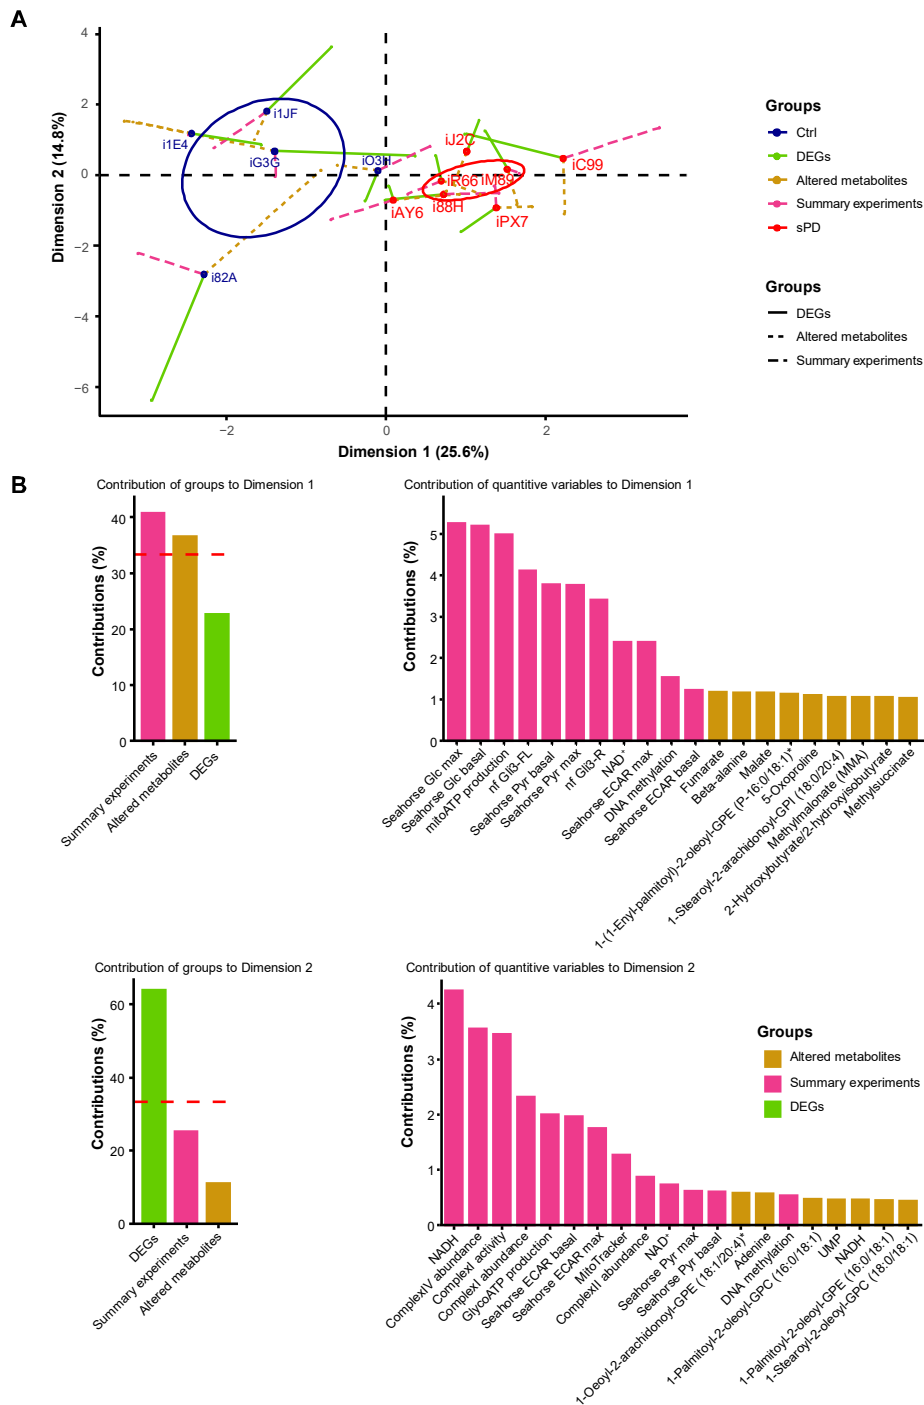 A
Dimension 2 (14.8%)
4
2
0
−2
−4
−6
i1JF
i1E4
iG3G
iO3H
i82A
iJ2C
iC99
iR66
iM89
i88H
iAY6
iPX7
−2
0
2
Dimension 1 (25.6%)
Groups
Ctrl
DEGs
Altered metabolites
Summary experiments
sPD
Groups
DEGs
Altered metabolites
Summary experiments
B
Contribution of groups to Dimension 1
Contributions (%)
40
30
20
10
0
Summary experiments
Altered metabolites
DEGs
Contribution of quantitive variables to Dimension 1
Contributions (%)
5
4
3
2
1
0
Seahorse Glc max
Seahorse Glc basal
mitoATP production
nf Gli3-FL
Seahorse Pyr basal
Seahorse Pyr max
nf Gli3-R
NAD⁺
Seahorse ECAR max
DNA methylation
Seahorse ECAR basal
Fumarate
Beta-alanine
Malate
1-(1-Enyl-palmitoyl)-2-oleoyl-GPE (P-16:0/18:1)*
5-Oxoproline
1-Stearoyl-2-arachidonoyl-GPI (18:0/20:4)
Methylmalonate (MMA)
2-Hydroxybutyrate/2-hydroxyisobutyrate
Methylsuccinate
Contribution of groups to Dimension 2
Contributions (%)
60
40
20
0
DEGs
Summary experiments
Altered metabolites
Contribution of quantitive variables to Dimension 2
Contributions (%)
4
3
2
1
0
NADH
ComplexIV abundance
ComplexI activity
ComplexI abundance
GlycoATP production
Seahorse ECAR basal
Seahorse ECAR max
MitoTracker
ComplexII abundance
NAD⁺
Seahorse Pyr max
Seahorse Pyr basal
1-Oeoyl-2-arachidonoyl-GPE (18:1/20:4)*
Adenine
DNA methylation
1-Palmitoyl-2-oleoyl-GPC (16:0/18:1)
UMP
NADH
1-Palmitoyl-2-oleoyl-GPE (16:0/18:1)
1-Stearoyl-2-oleoyl-GPC (18:0/18:1)
Groups
Altered metabolites
Summary experiments
DEGs